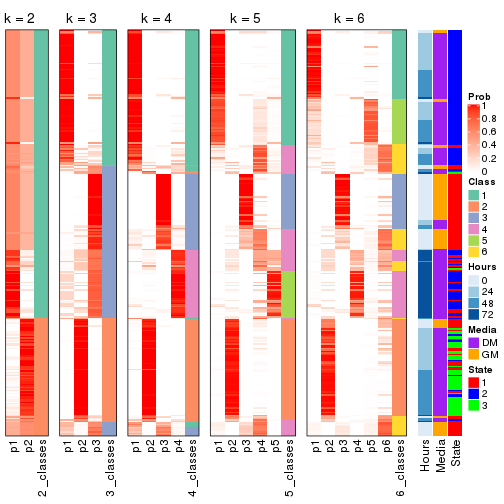 k = 2
k = 3
k = 4
k = 5
k = 6
Prob
1
0.8
0.6
0.4
0.2
0
Class
1
2
3
4
5
6
Hours
0
24
48
72
Media
DM
GM
State
1
2
3
p1
p2
2_classes
p1
p2
p3
3_classes
p1
p2
p3
p4
4_classes
p1
p2
p3
p4
p5
5_classes
p1
p2
p3
p4
p5
p6
6_classes
Hours
Media
State